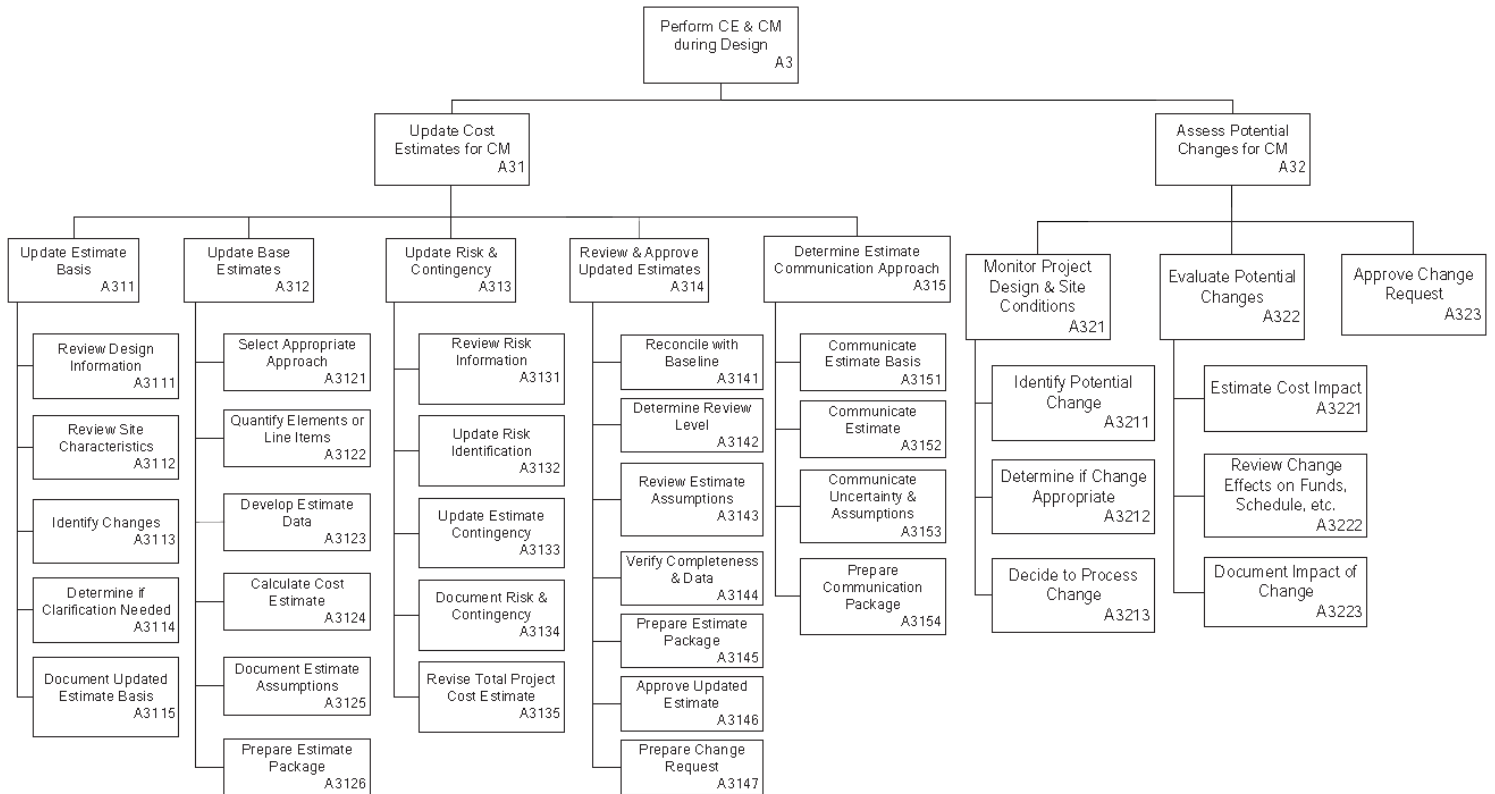 Perform CE & CM
during Design
A3
Update Cost
Estimates for CM
A31
Assess Potential
Changes for CM
A32
Update Estimate
Basis
A311
Update Base
Estimates
A312
Update Risk &
Contingency
A313
Review & Approve
Updated Estimates
A314
Determine Estimate
Communication Approach
A315
Monitor Project
Design & Site
Conditions
A321
Evaluate Potential
Changes
A322
Approve Change
Request
A323
Review Design
Information
A3111
Review Site
Characteristics
A3112
Identify Changes
A3113
Determine if
Clarification Needed
A3114
Document Updated
Estimate Basis
A3115
Select Appropriate
Approach
A3121
Quantify Elements or
Line Items
A3122
Develop Estimate
Data
A3123
Calculate Cost
Estimate
A3124
Document Estimate
Assumptions
A3125
Prepare Estimate
Package
A3126
Review Risk
Information
A3131
Update Risk
Identification
A3132
Update Estimate
Contingency
A3133
Document Risk &
Contingency
A3134
Revise Total Project
Cost Estimate
A3135
Reconcile with
Baseline
A3141
Determine Review
Level
A3142
Review Estimate
Assumptions
A3143
Verify Completeness
& Data
A3144
Prepare Estimate
Package
A3145
Approve Updated
Estimate
A3146
Prepare Change
Request
A3147
Communicate
Estimate Basis
A3151
Communicate
Estimate
A3152
Communicate
Uncertainty &
Assumptions
A3153
Prepare
Communication
Package
A3154
Identify Potential
Change
A3211
Determine if Change
Appropriate
A3212
Decide to Process
Change
A3213
Estimate Cost Impact
A3221
Review Change
Effects on Funds,
Schedule, etc.
A3222
Document Impact of
Change
A3223